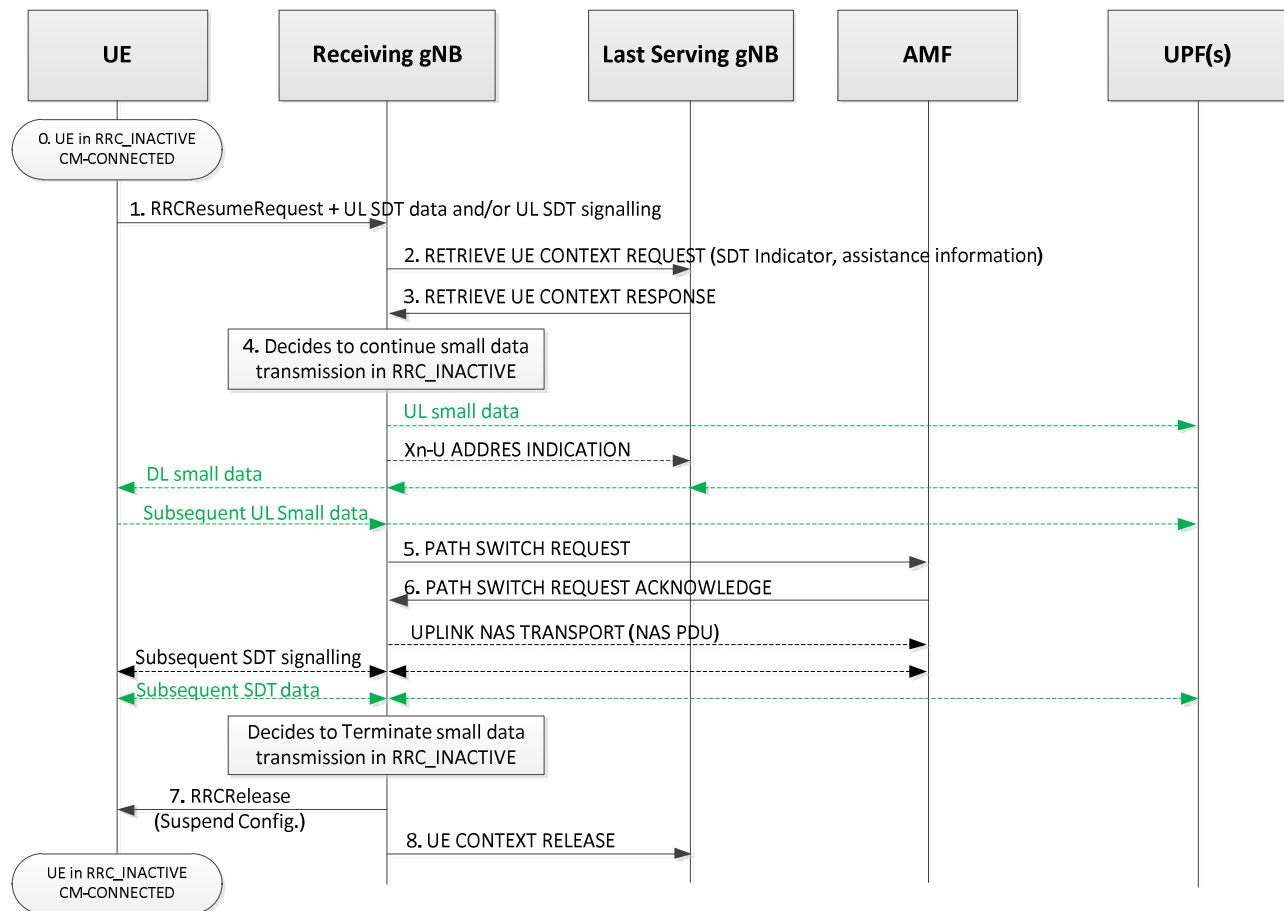 UE
Receiving gNB
Last Serving gNB
AMF
UPF(s)
0. UE in RRC_INACTIVE
CM-CONNECTED
1. RRCResumeRequest + UL SDT data and/or UL SDT signalling
2. RETRIEVE UE CONTEXT REQUEST (SDT Indicator, assistance information)
3. RETRIEVE UE CONTEXT RESPONSE
4. Decides to continue small data
transmission in RRC_INACTIVE
UL small data
Xn-U ADDRES INDICATION
DL small data
Subsequent UL Small data
5. PATH SWITCH REQUEST
6. PATH SWITCH REQUEST ACKNOWLEDGE
UPLINK NAS TRANSPORT (NAS PDU)
Subsequent SDT signalling
Subsequent SDT data
Decides to Terminate small data
transmission in RRC_INACTIVE
7. RRCRelease
(Suspend Config.)
8. UE CONTEXT RELEASE
UE in RRC_INACTIVE
CM-CONNECTED